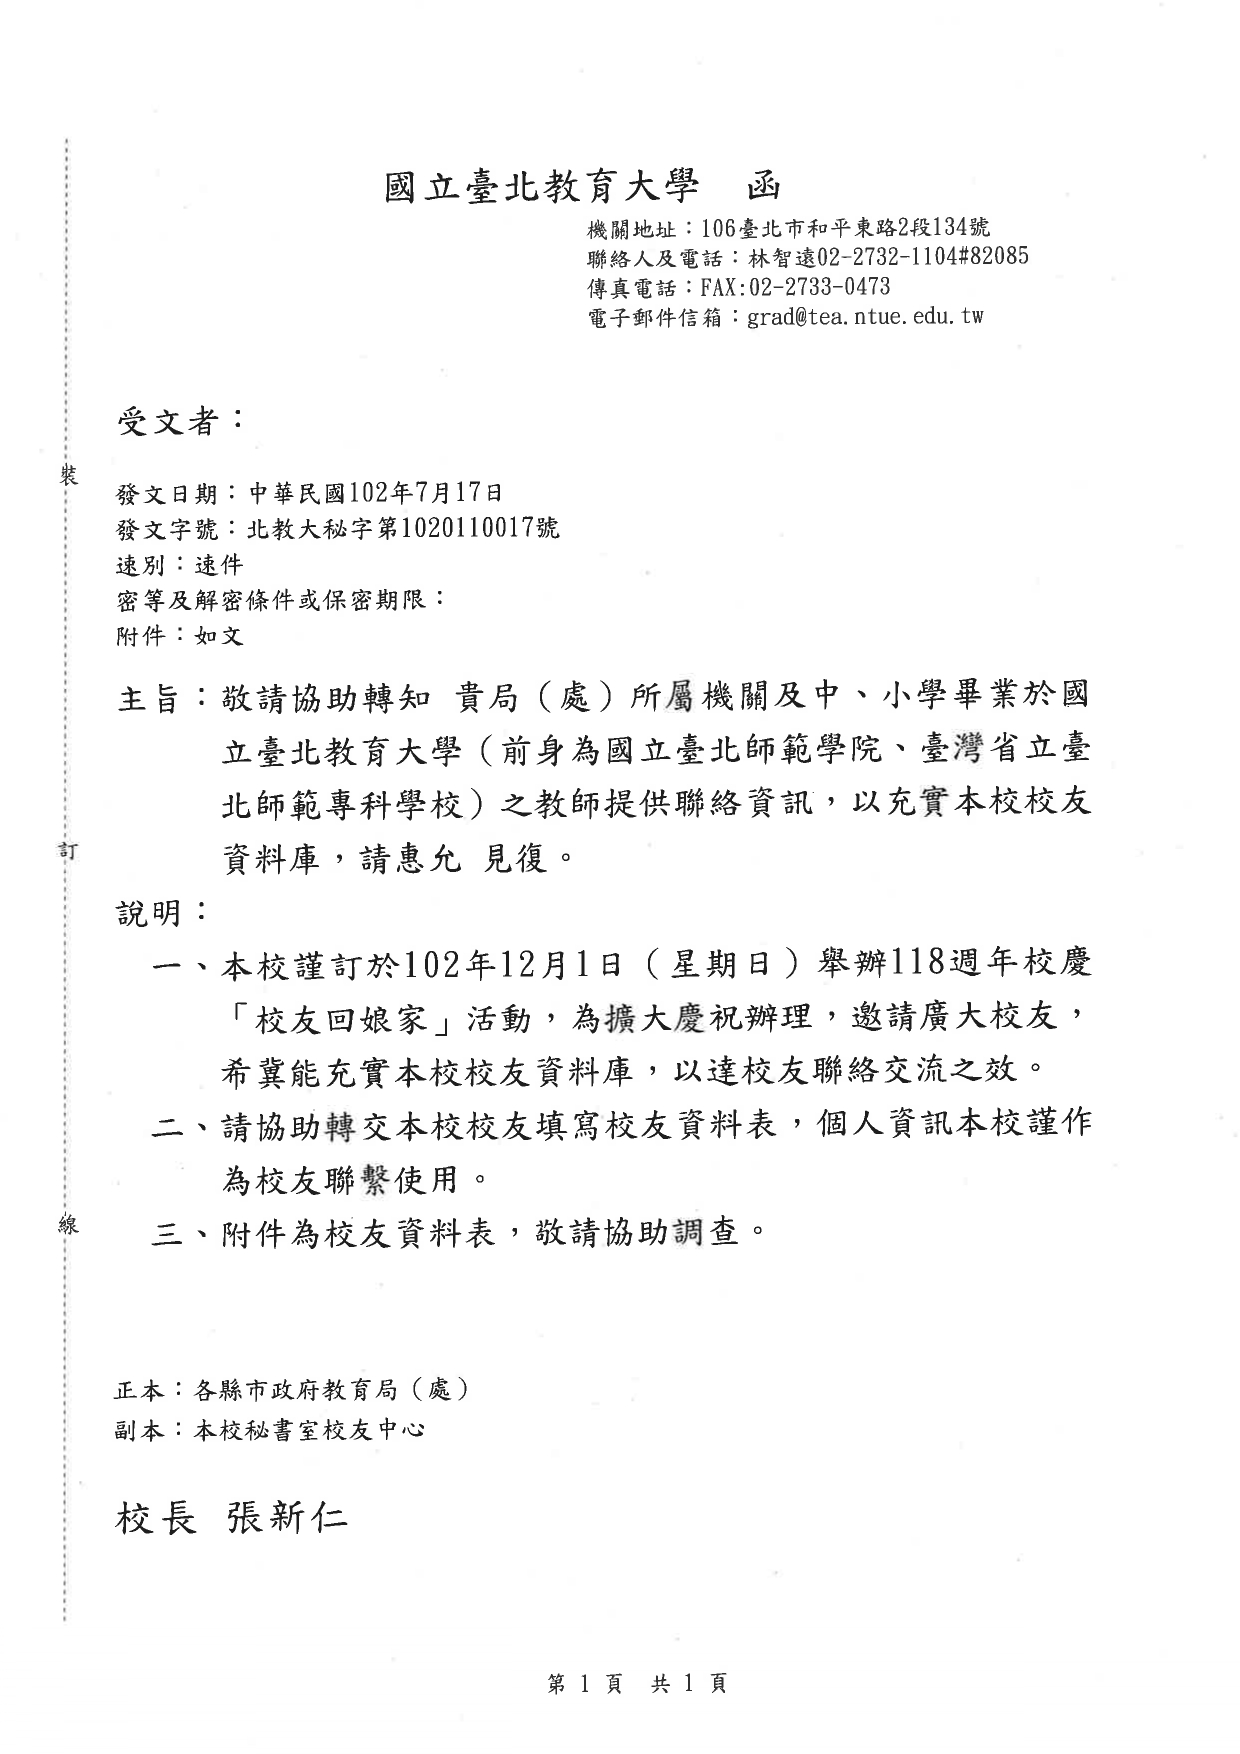 國立臺北教育大學　函
機關地址：106臺北市和平東路2段134號
聯絡人及電話：林智遠02-2732-1104#82085
傳真電話：FAX:02-2733-0473
電子郵件信箱：grad@tea.ntue.edu.tw
受文者：
發文日期：中華民國102年7月17日
發文字號：北教大秘字第1020110017號
速別：速件
密等及解密條件或保密期限：
附件：如文
主旨：敬請協助轉知 貴局（處）所屬機關及中、小學畢業於國
立臺北教育大學（前身為國立臺北師範學院、臺灣省立臺
北師範專科學校）之教師提供聯絡資訊，以充實本校校友
資料庫，請惠允 見復。
說明：
一、本校謹訂於102年12月1日（星期日）舉辦118週年校慶
「校友回娘家」活動，為擴大慶祝辦理，邀請廣大校友，
希冀能充實本校校友資料庫，以達校友聯絡交流之效。
二、請協助轉交本校校友填寫校友資料表，個人資訊本校謹作
為校友聯繫使用。
三、附件為校友資料表，敬請協助調查。
正本：各縣市政府教育局（處）
副本：本校秘書室校友中心
校長 張新仁
第 1 頁　共 1 頁
裝
訂
線